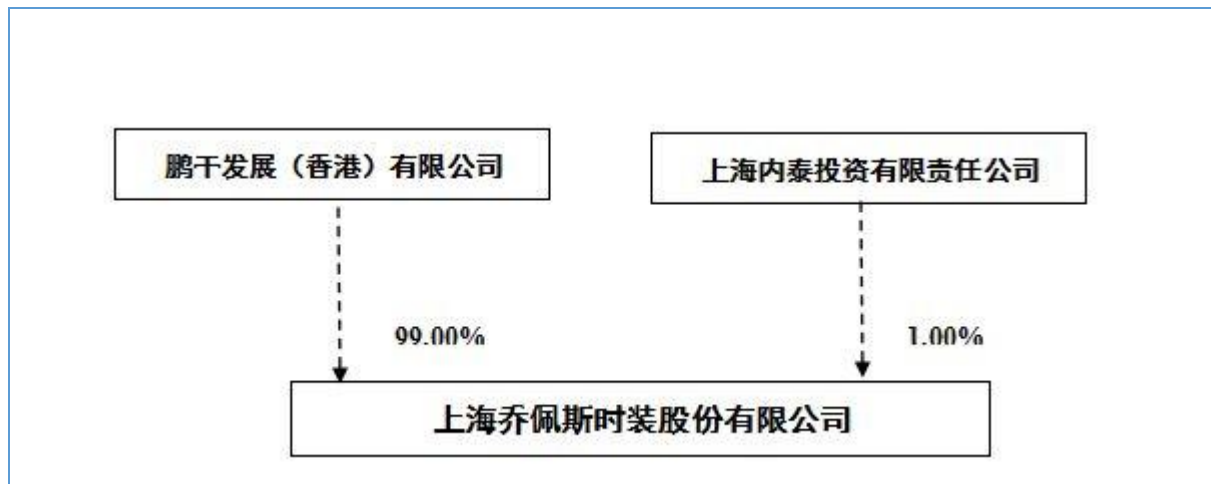 鹏干发展（香港）有限公司
上海内泰投资有限责任公司
99.00%
1.00%
上海乔佩斯时装股份有限公司